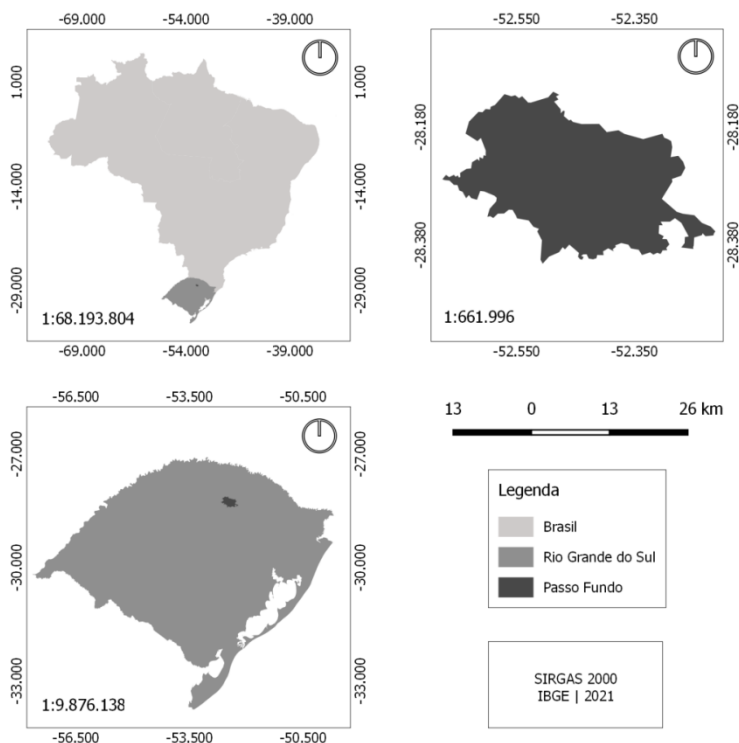 -69.000 -54.000 -39.000
1.000 1.000
-14.000 -14.000
-29.000 -29.000
1:68.193.804
-69.000 -54.000 -39.000
-52.550 -52.350
-28.180 -28.180
-28.380 -28.380
1:661.996
-52.550 -52.350
-56.500 -53.500 -50.500
-27.000 -27.000
-30.000 -30.000
-33.000 -33.000
1:9.876.138
-56.500 -53.500 -50.500
13 0 13 26 km
Legenda
Brasil
Rio Grande do Sul
Passo Fundo
SIRGAS 2000
IBGE | 2021